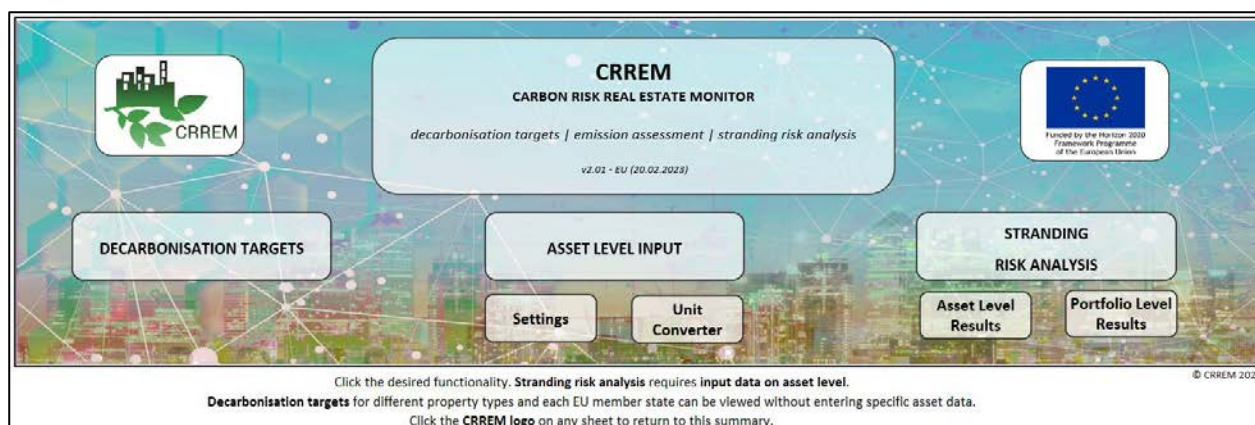 CRREM
CRREM
CARBON RISK REAL ESTATE MONITOR
decarbonisation targets | emission assessment | stranding risk analysis
v2.01 - EU (20.02.2023)
Funded by the Horizon 2020
Framework Programme
of the European Union
DECARBONISATION TARGETS
ASSET LEVEL INPUT
STRANDING
RISK ANALYSIS
Settings
Unit
Converter
Asset Level
Results
Portfolio Level
Results
© CRREM 202
Click the desired functionality. Stranding risk analysis requires input data on asset level.
Decarbonisation targets for different property types and each EU member state can be viewed without entering specific asset data.
Click the CRREM logo on any sheet to return to this summary.